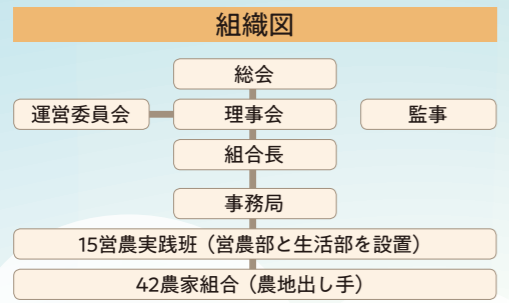 組織図
総会
運営委員会
理事会
監事
組合長
事務局
15営農実践班（営農部と生活部を設置）
42農家組合（農地出し手）